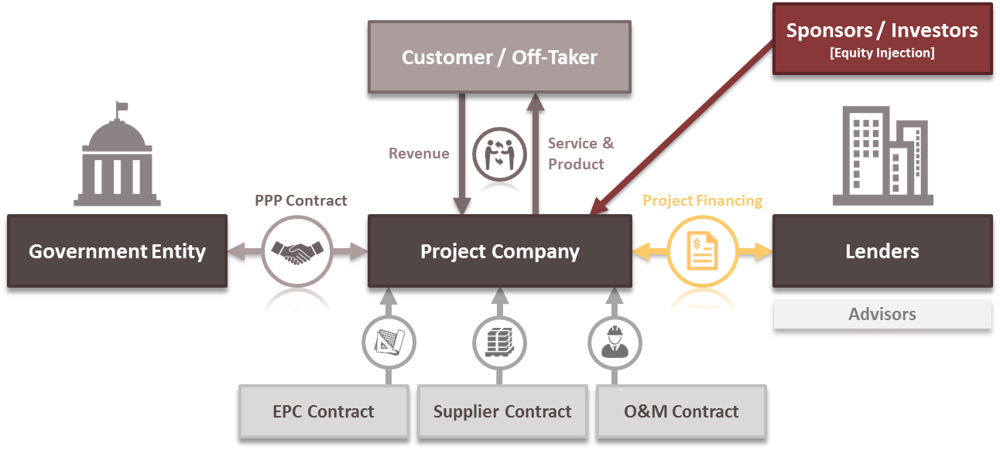 Customer / Off-Taker
Sponsors / Investors
[Equity Injection]
Revenue
Service &
Product
PPP Contract
Project Financing
Government Entity
Project Company
$
Lenders
Advisors
EPC Contract
Supplier Contract
O&M Contract